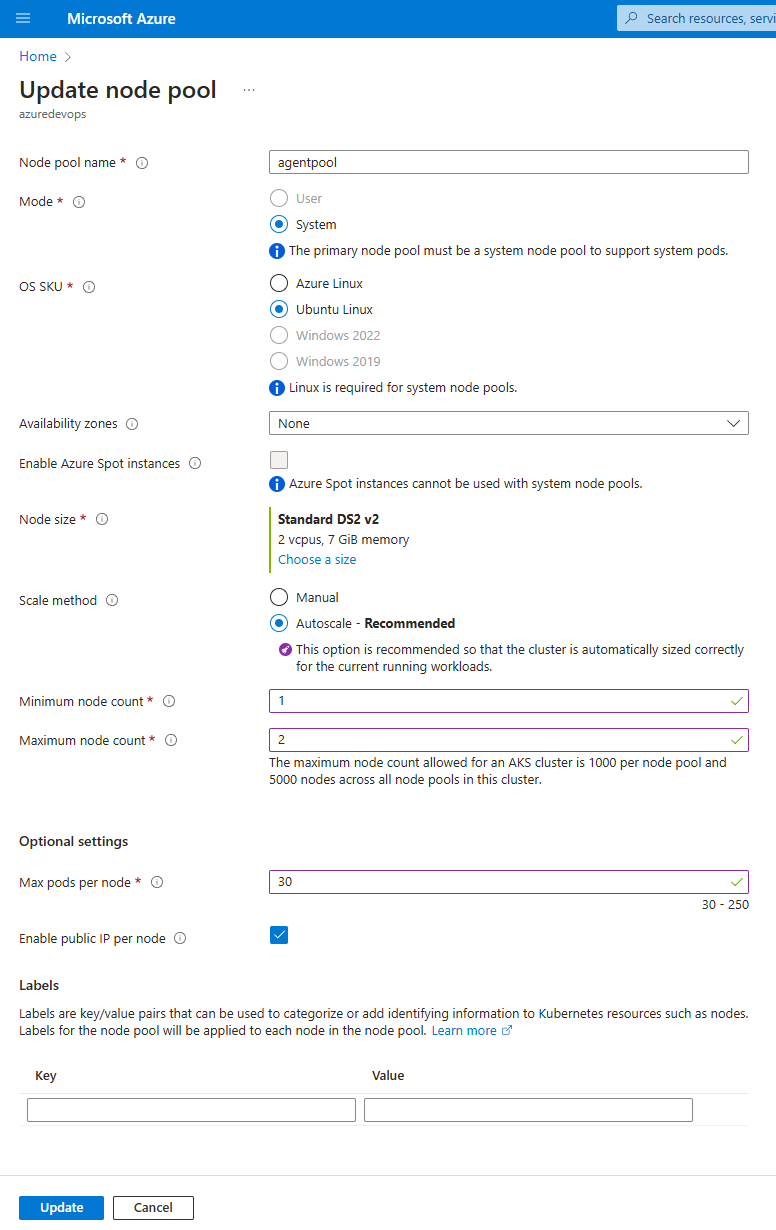 Microsoft Azure
Search resources, servi
Home
Update node pool
azuredevops
Node pool name *
agentpool
Mode *
User
System
The primary node pool must be a system node pool to support system pods.
OS SKU *
Azure Linux
Ubuntu Linux
Windows 2022
Windows 2019
Linux is required for system node pools.
Availability zones
None
Enable Azure Spot instances
Azure Spot instances cannot be used with system node pools.
Node size *
Standard DS2 v2
2 vcpus, 7 GiB memory
Choose a size
Scale method
Manual
Autoscale - Recommended
This option is recommended so that the cluster is automatically sized correctly
for the current running workloads.
Minimum node count *
1
Maximum node count *
2
The maximum node count allowed for an AKS cluster is 1000 per node pool and
5000 nodes across all node pools in this cluster.
Optional settings
Max pods per node *
30
30 - 250
Enable public IP per node
Labels
Labels are key/value pairs that can be used to categorize or add identifying information to Kubernetes resources such as nodes.
Labels for the node pool will be applied to each node in the node pool. Learn more
Key
Value
Update
Cancel